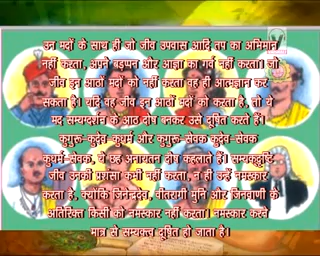 उन मदों के साथ ही जो जीव उपवास आदि तप का अभिमान
नहीं करता, अपने बड़प्पन और आज्ञा का गर्व नहीं करता। जो
जीव इन आठों मदों को नहीं करता वह ही आत्मज्ञान कर
सकता है। यदि वह जीव इन आठों मदों को करता है, तो ये
मद सम्यग्दर्शन के आठ दोष बनकर उसे दूषित करते हैं।
कुगुरू-कुदेव-कुधर्म और कुगुरू-सेवक कुदेव-सेवक
कुधर्म-सेवक, ये छह अनायतन दोष कहलाते हैं। सम्यकदृष्टि
जीव उनकी प्रशंसा कभी नहीं करता, न ही उन्हें नमस्कार
करता है, क्योंकि जिनेन्द्रदेव, वीतरागी मुनि और जिनवाणी के
अतिरिक्त किसी को नमस्कार नहीं करता। नमस्कार करने
मात्र से सम्यक्त्व दूषित हो जाता है।